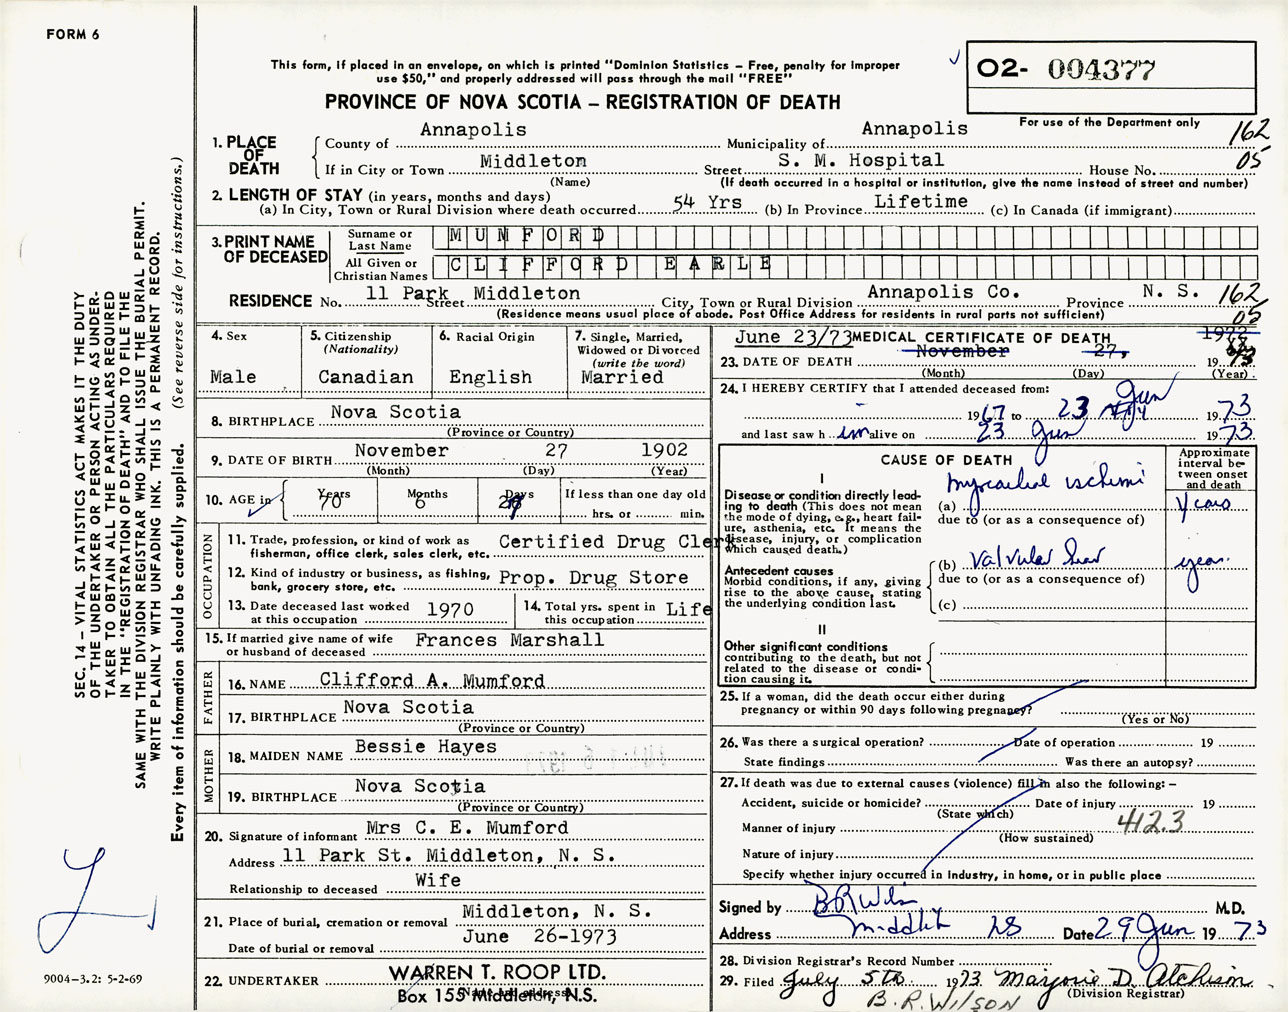 FORM 6
This form, if placed in an envelope, on which is printed "Dominion Statistics – Free, penalty for improper
use $50," and properly addressed will pass through the mail "FREE"
PROVINCE OF NOVA SCOTIA – REGISTRATION OF DEATH
02- 004377
For use of the Department only
162
05
1. PLACE OF DEATH
County of Annapolis Municipality of Annapolis
If in City or Town Middleton Street S. M. Hospital House No.
(Name) (If death occurred in a hospital or institution, give the name instead of street and number)
2. LENGTH OF STAY (in years, months and days)
(a) In City, Town or Rural Division where death occurred 54 Yrs (b) In Province Lifetime (c) In Canada (if immigrant)
3. PRINT NAME OF DECEASED
Surname or Last Name MUMFORD
All Given or Christian Names CLIFFORD EARLE
RESIDENCE No. 11 Park Street Middleton City, Town or Rural Division Annapolis Co. Province N. S. 162
05
(Residence means usual place of abode. Post Office Address for residents in rural parts not sufficient)
4. Sex Male
5. Citizenship (Nationality) Canadian
6. Racial Origin English
7. Single, Married, Widowed or Divorced (write the word) Married
8. BIRTHPLACE Nova Scotia
(Province or Country)
9. DATE OF BIRTH November 27 1902
(Month) (Day) (Year)
10. AGE in Years 70 Months 6 Days If less than one day old
hrs. or min.
OCCUPATION
11. Trade, profession, or kind of work as fisherman, office clerk, sales clerk, etc. Certified Drug Clerk
12. Kind of industry or business, as fishing, bank, grocery store, etc. Prop. Drug Store
13. Date deceased last worked at this occupation 1970
14. Total yrs. spent in this occupation Life
15. If married give name of wife or husband of deceased Frances Marshall
FATHER
16. NAME Clifford A. Mumford
17. BIRTHPLACE Nova Scotia
(Province or Country)
MOTHER
18. MAIDEN NAME Bessie Hayes
19. BIRTHPLACE Nova Scotia
(Province or Country)
20. Signature of informant Mrs C. E. Mumford
Address 11 Park St. Middleton, N. S.
Relationship to deceased Wife
21. Place of burial, cremation or removal Middleton, N. S.
Date of burial or removal June 26-1973
22. UNDERTAKER WARREN T. ROOP LTD.
Box 155 Middleton, N.S.
June 23/73 MEDICAL CERTIFICATE OF DEATH 1972
23. DATE OF DEATH November 27, 19 73
(Month) (Day) (Year)
24. I HEREBY CERTIFY that I attended deceased from:
1967 to 23 Jun 1973
and last saw him alive on 23 Jun 1973
CAUSE OF DEATH
Approximate interval between onset and death
I
Disease or condition directly leading to death (This does not mean the mode of dying, e.g., heart failure, asthenia, etc. It means the disease, injury, or complication which caused death.)
(a) myocardial ischemi years
due to (or as a consequence of)
Antecedent causes
Morbid conditions, if any, giving rise to the above cause, stating the underlying condition last.
(b) Valvular years
due to (or as a consequence of)
(c)
II
Other significant conditions
contributing to the death, but not related to the disease or condition causing it.
25. If a woman, did the death occur either during
pregnancy or within 90 days following pregnancy?
(Yes or No)
26. Was there a surgical operation? Date of operation 19
State findings Was there an autopsy?
27. If death was due to external causes (violence) fill in also the following: –
Accident, suicide or homicide? Date of injury 19
(State which)
412.3
Manner of injury
(How sustained)
Nature of injury
Specify whether injury occurred in industry, in home, or in public place
Signed by B R Wilson M.D.
Address Middleton NS Date 29 Jun 1973
28. Division Registrar's Record Number
29. Filed July 5th 1973 Marjorie D. Atchison
(Division Registrar)
B. R. WILSON
SEC. 14 – VITAL STATISTICS ACT MAKES IT THE DUTY
OF THE UNDERTAKER OR PERSON ACTING AS UNDER-
TAKER TO OBTAIN ALL THE PARTICULARS REQUIRED
IN THE "REGISTRATION OF DEATH" AND TO FILE THE
SAME WITH THE DIVISION REGISTRAR WHO SHALL ISSUE THE BURIAL PERMIT.
WRITE PLAINLY WITH UNFADING INK. THIS IS A PERMANENT RECORD.
Every item of information should be carefully supplied. (See reverse side for instructions.)
9004-3.2: 5-2-69